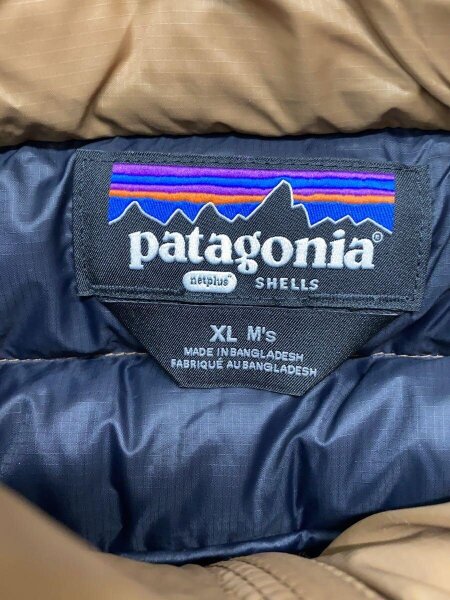 patagonia®
netplus® SHELLS
XL M's
MADE IN BANGLADESH
FABRIQUÉ AU BANGLADESH